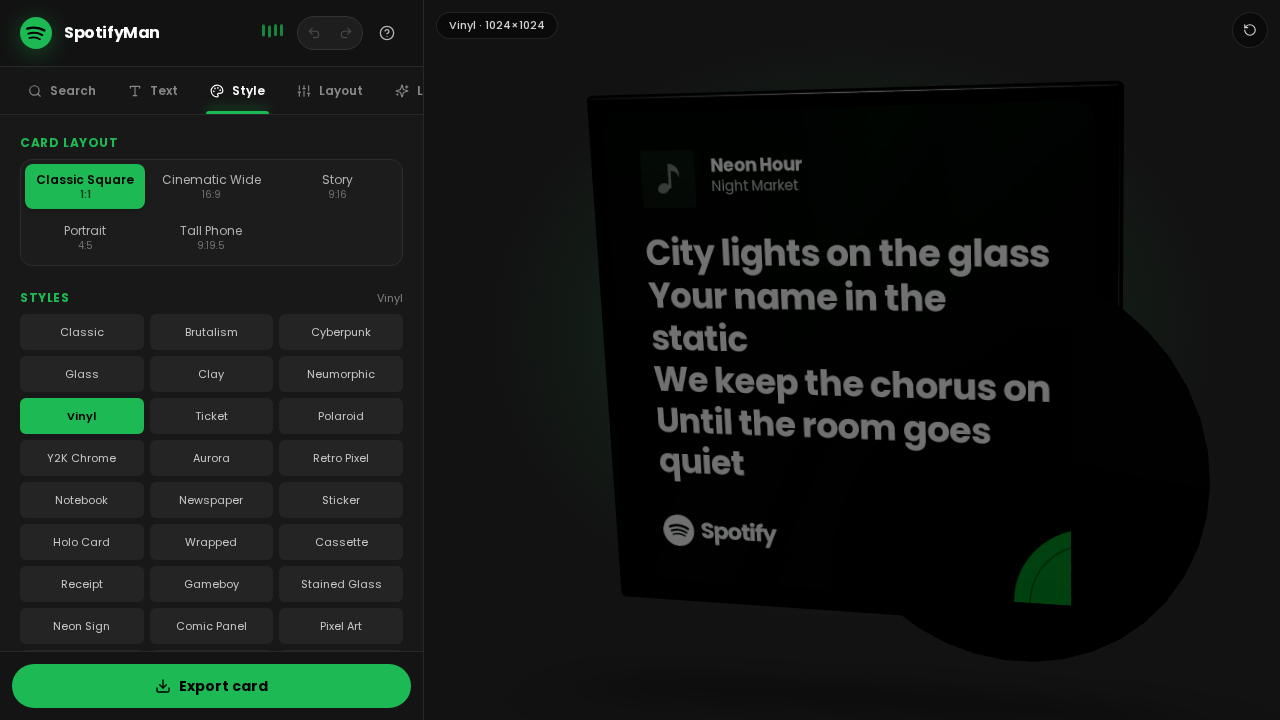 SpotifyMan
Search
Text
Style
Layout
L
CARD LAYOUT
Classic Square
1:1
Cinematic Wide
16:9
Story
9:16
Portrait
4:5
Tall Phone
9:19.5
STYLES
Vinyl
Classic
Brutalism
Cyberpunk
Glass
Clay
Neumorphic
Vinyl
Ticket
Polaroid
Y2K Chrome
Aurora
Retro Pixel
Notebook
Newspaper
Sticker
Holo Card
Wrapped
Cassette
Receipt
Gameboy
Stained Glass
Neon Sign
Comic Panel
Pixel Art
Export card
Vinyl · 1024×1024
Neon Hour
Night Market
City lights on the glass
Your name in the
static
We keep the chorus on
Until the room goes
quiet
Spotify